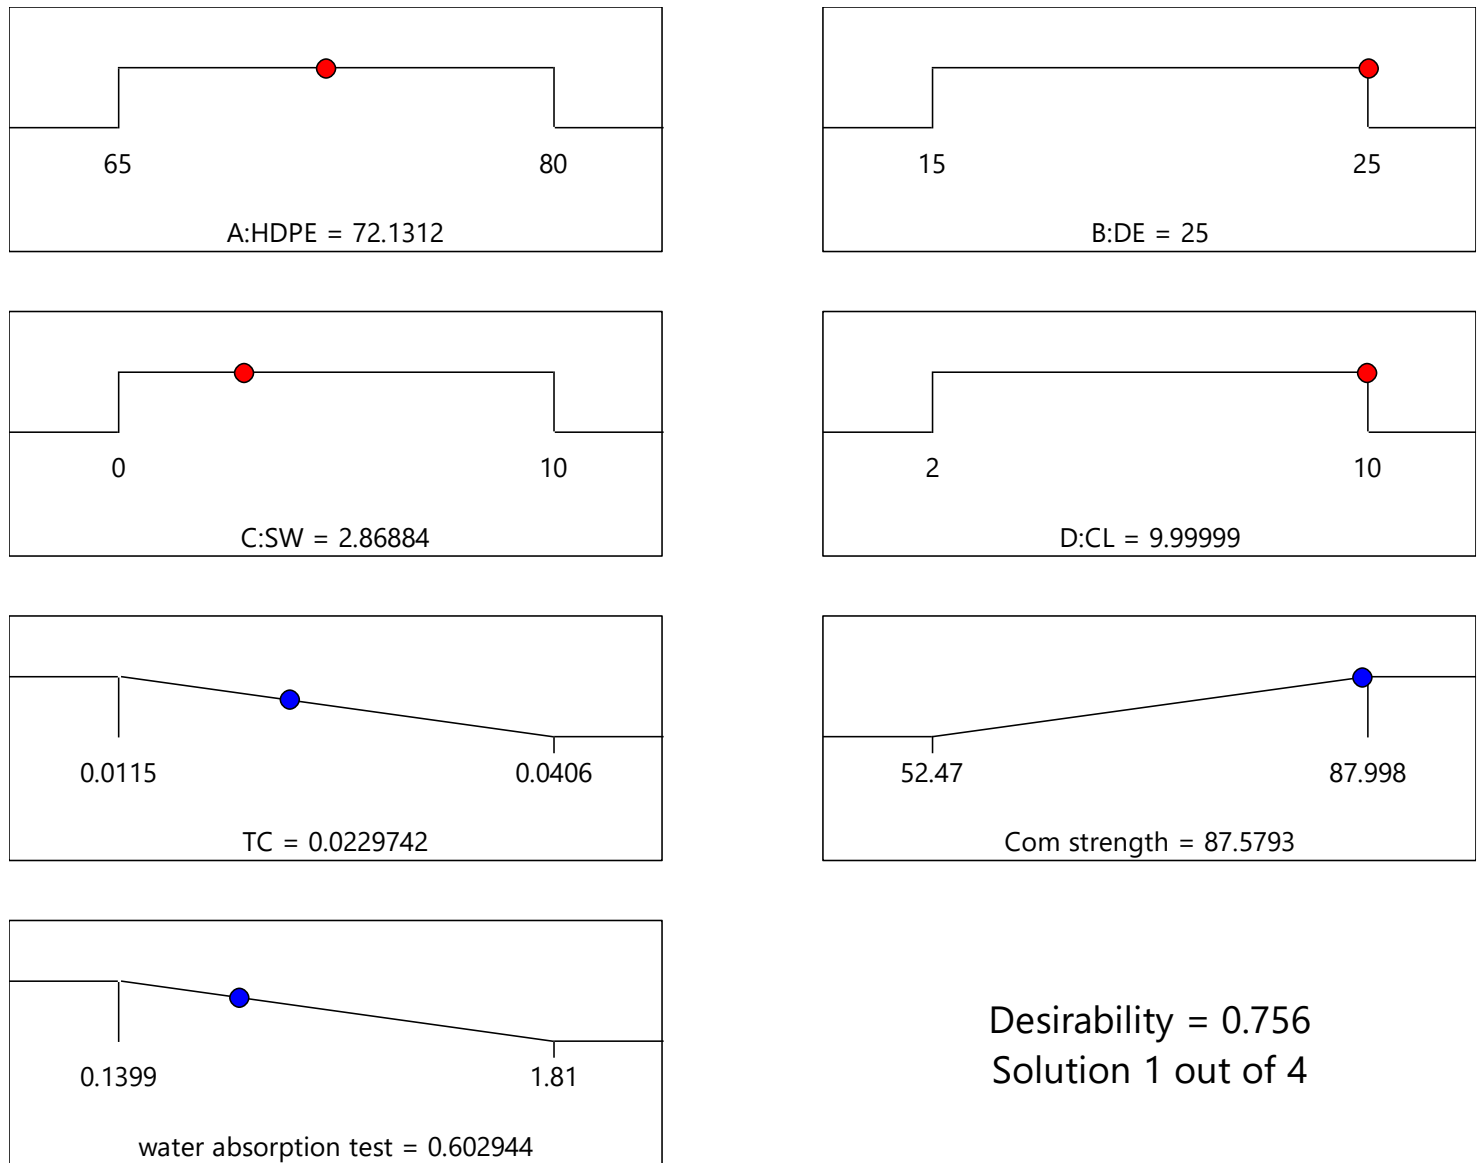 65 80
A:HDPE = 72.1312
15 25
B:DE = 25
0 10
C:SW = 2.86884
2 10
D:CL = 9.99999
0.0115 0.0406
TC = 0.0229742
52.47 87.998
Com strength = 87.5793
0.1399 1.81
water absorption test = 0.602944
Desirability = 0.756
Solution 1 out of 4